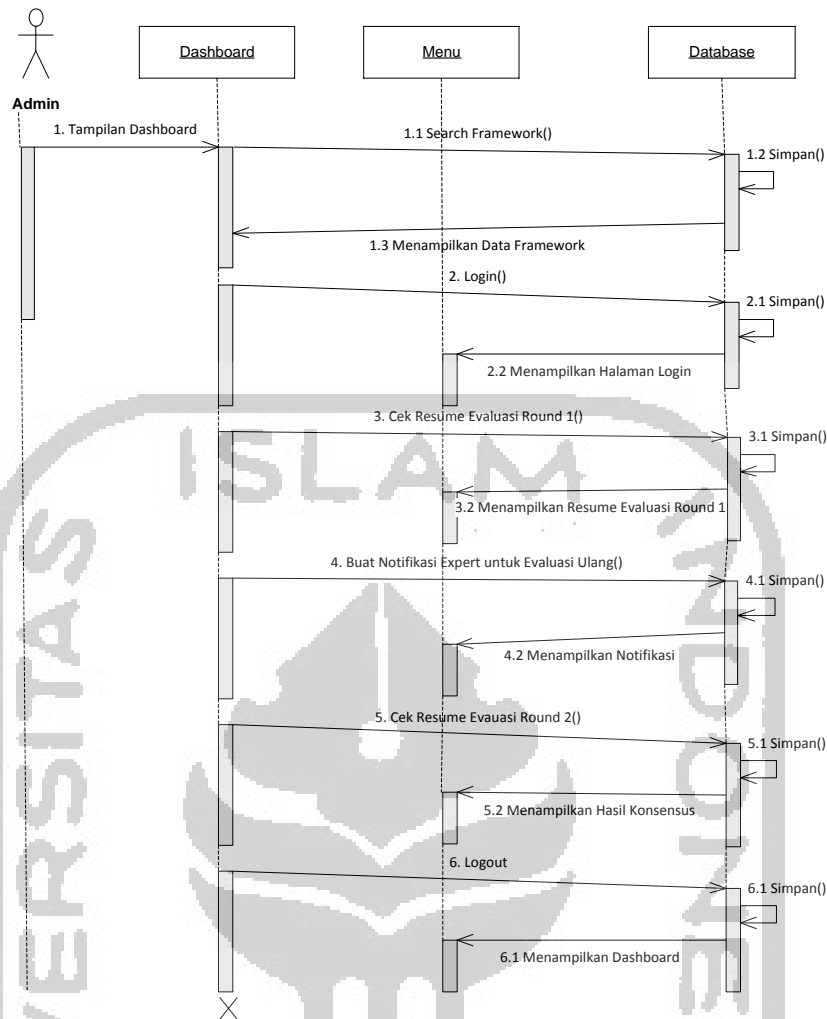 Dashboard
Menu
Database
Admin
1. Tampilan Dashboard
1.1 Search Framework()
1.2 Simpan()
1.3 Menampilkan Data Framework
2. Login()
2.1 Simpan()
2.2 Menampilkan Halaman Login
3. Cek Resume Evaluasi Round 1()
3.1 Simpan()
3.2 Menampilkan Resume Evaluasi Round 1
4. Buat Notifikasi Expert untuk Evaluasi Ulang()
4.1 Simpan()
4.2 Menampilkan Notifikasi
5. Cek Resume Evauasi Round 2()
5.1 Simpan()
5.2 Menampilkan Hasil Konsensus
6. Logout
6.1 Simpan()
6.1 Menampilkan Dashboard
ISLAM